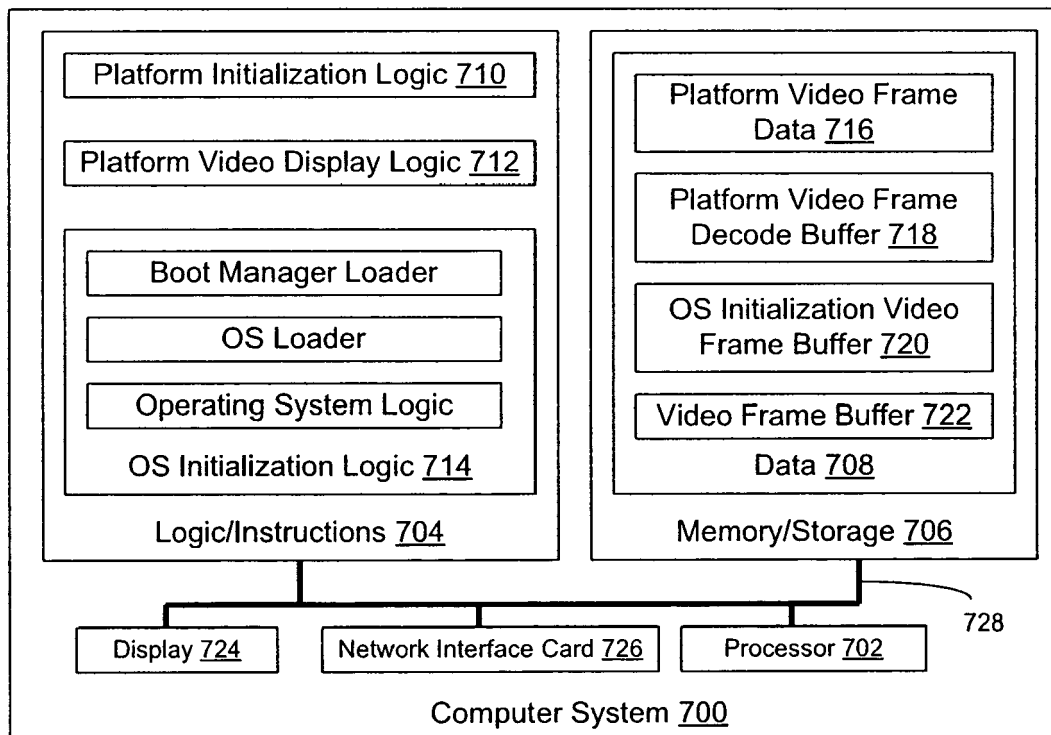 Platform Initialization Logic 710
Platform Video Display Logic 712
Boot Manager Loader
OS Loader
Operating System Logic
OS Initialization Logic 714
Logic/Instructions 704
Platform Video Frame
Data 716
Platform Video Frame
Decode Buffer 718
OS Initialization Video
Frame Buffer 720
Video Frame Buffer 722
Data 708
Memory/Storage 706
728
Display 724
Network Interface Card 726
Processor 702
Computer System 700